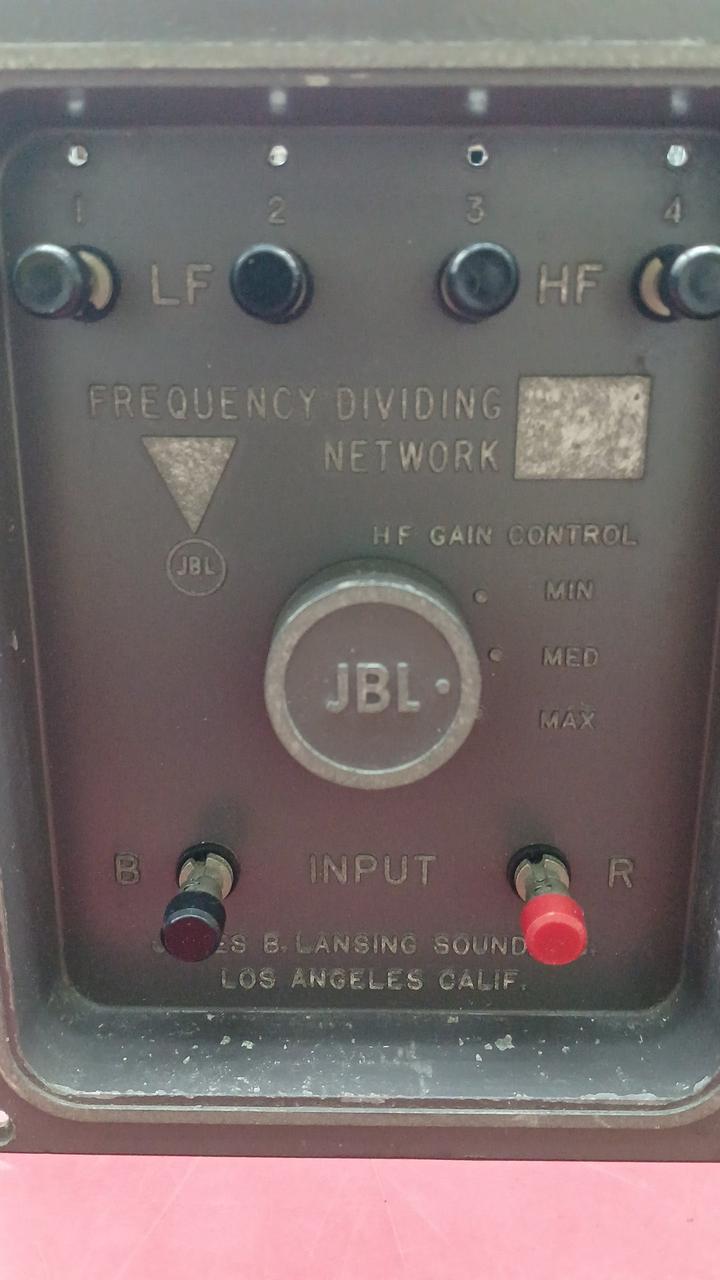 1 2 3 4
LF HF
FREQUENCY DIVIDING
NETWORK
JBL
HF GAIN CONTROL
MIN
MED
JBL
MAX
B INPUT R
B. LANSING SOUND
LOS ANGELES CALIF.